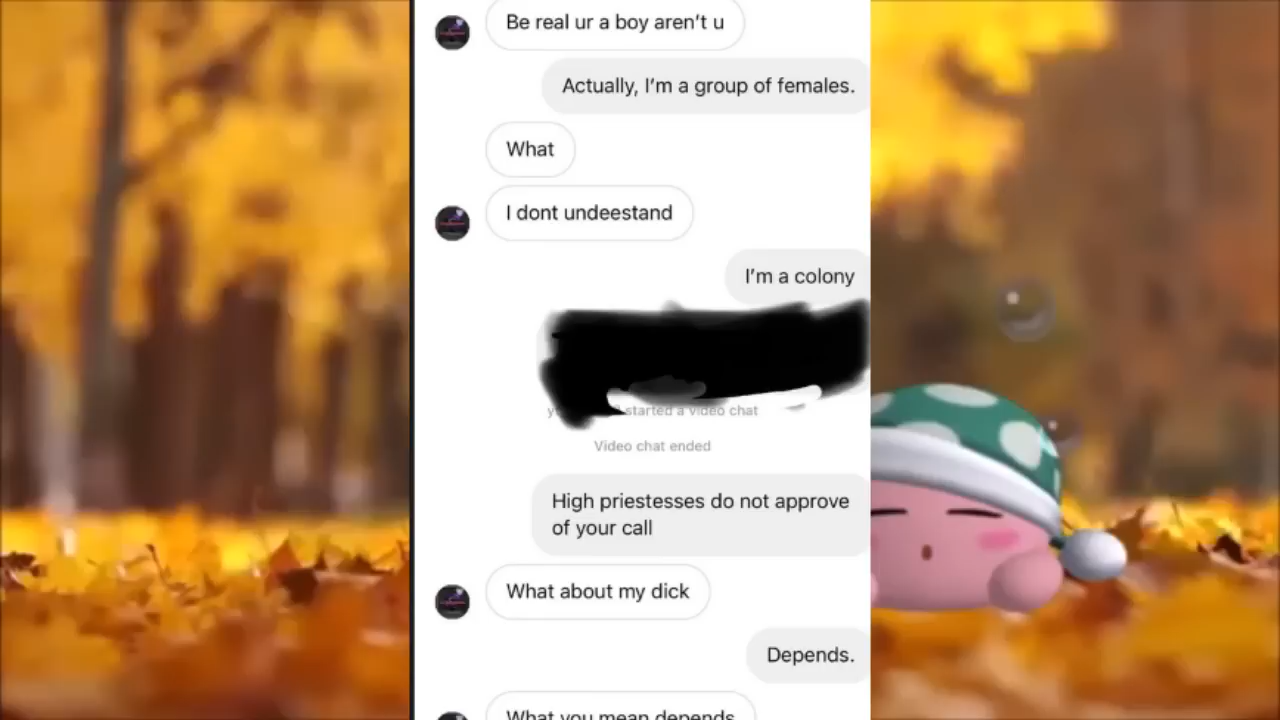 Be real ur a boy aren’t u
Actually, I’m a group of females.
What
I dont undeestand
I’m a colony
started a video chat
Video chat ended
High priestesses do not approve
of your call
What about my dick
Depends.
What you mean depends